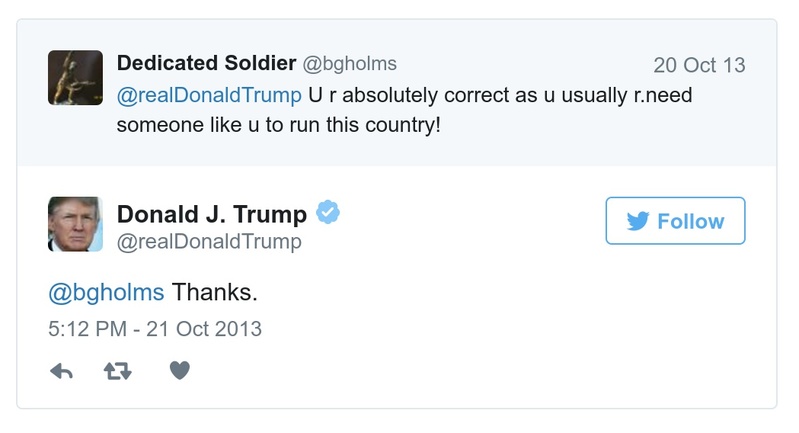 Dedicated Soldier @bgholms 20 Oct 13
@realDonaldTrump U r absolutely correct as u usually r.need
someone like u to run this country!
Donald J. Trump
@realDonaldTrump
Follow
@bgholms Thanks.
5:12 PM - 21 Oct 2013